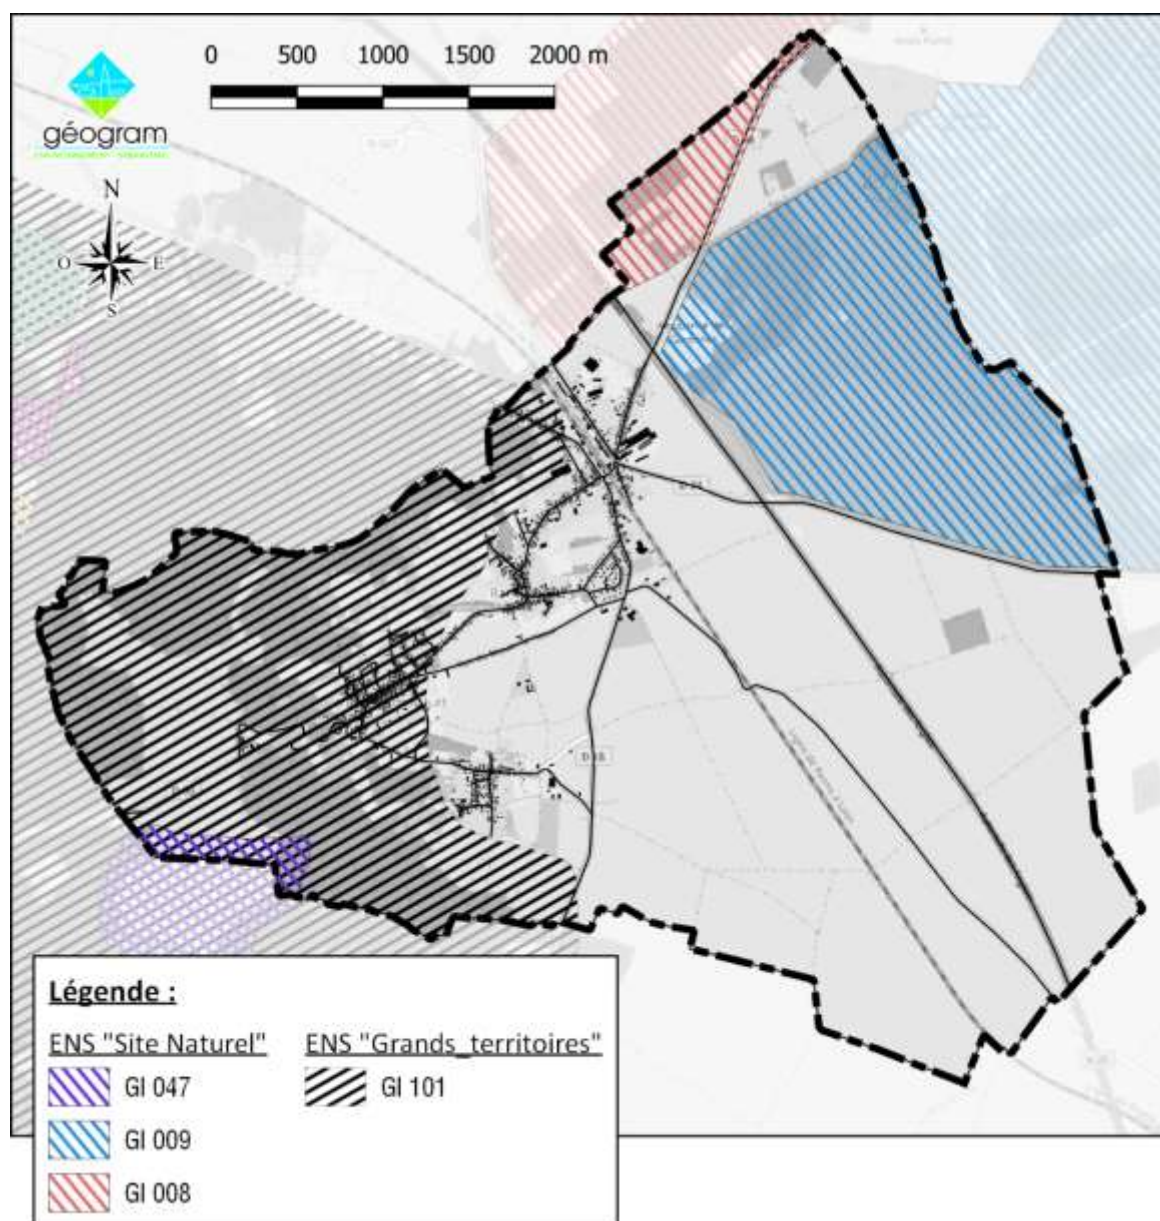 0 500 1000 1500 2000 m
géogram
N
O E
S
D 18
Légende :
ENS "Site Naturel"
GI 047
GI 009
GI 008
ENS "Grands_territoires"
GI 101